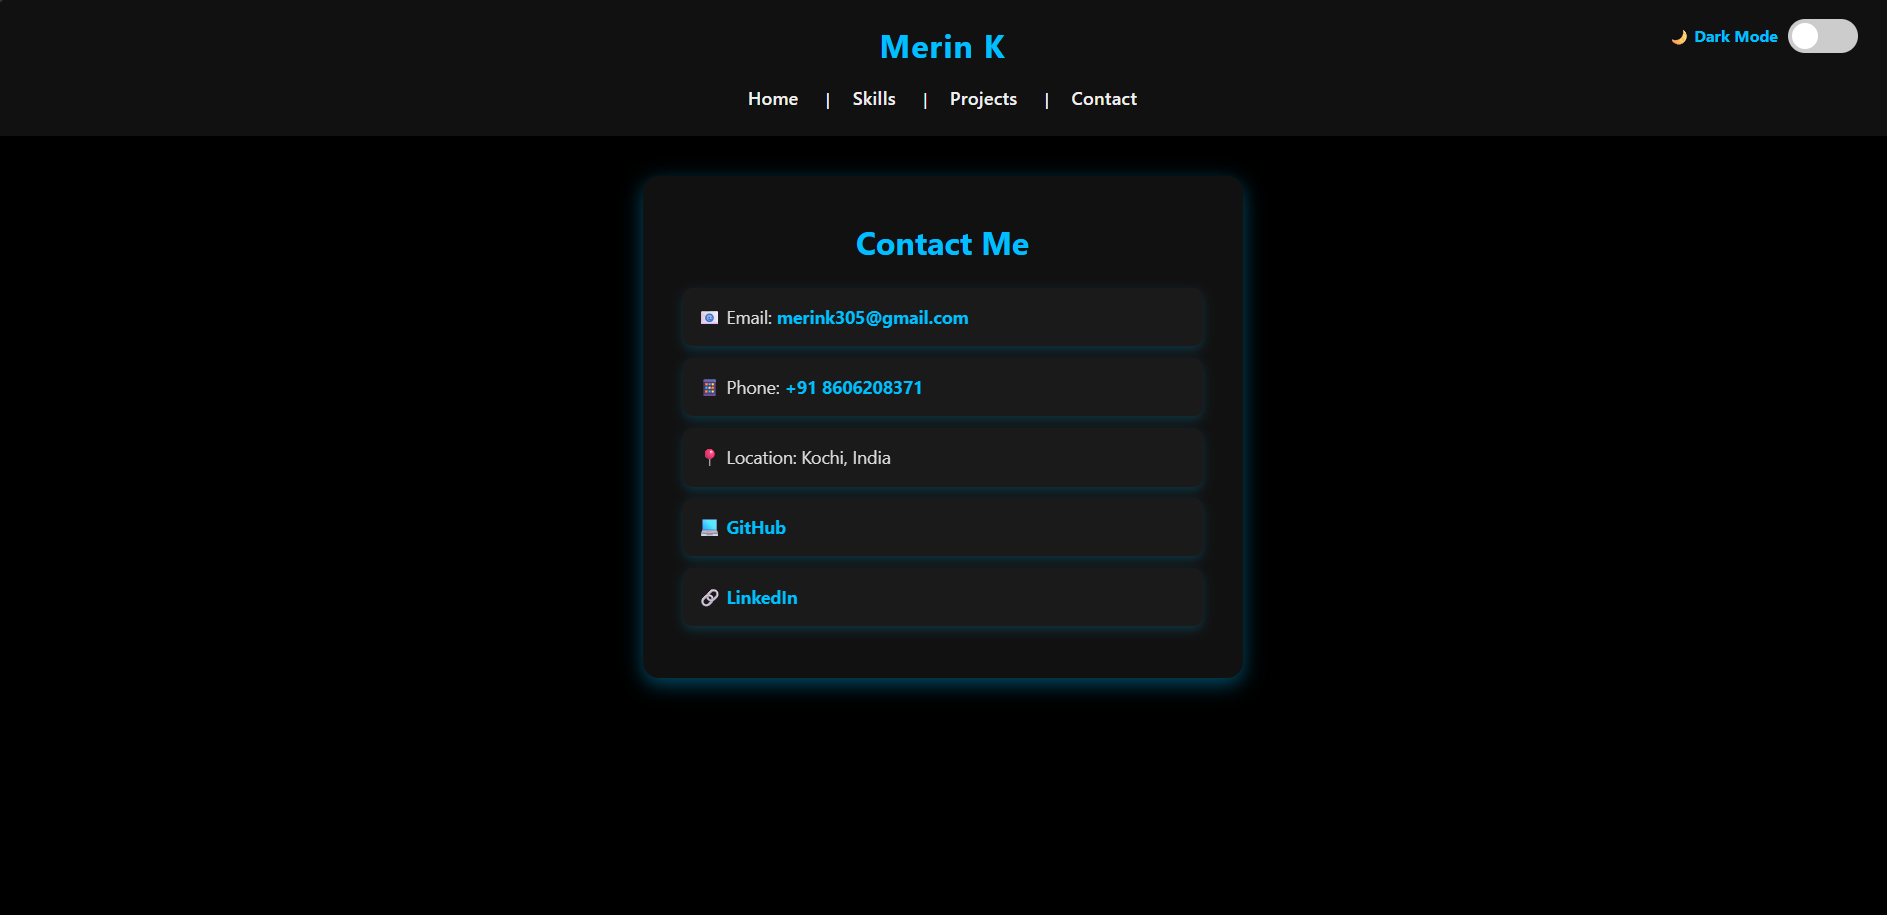 Merin K
🌙 Dark Mode
Home | Skills | Projects | Contact
Contact Me
📧 Email: merink305@gmail.com
📱 Phone: +91 8606208371
📍 Location: Kochi, India
💻 GitHub
🔗 LinkedIn